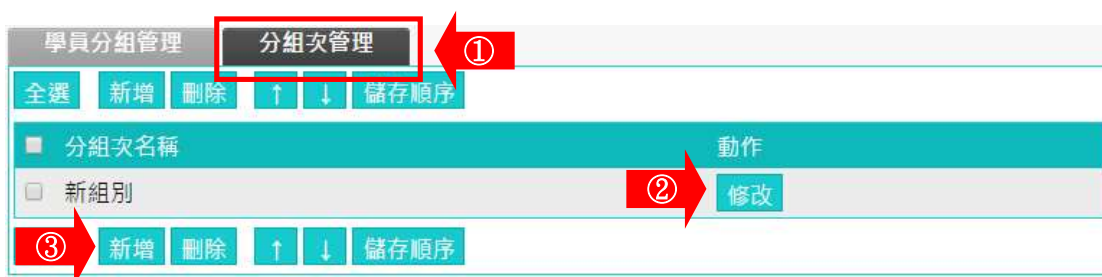 學員分組管理 分組次管理 ①
全選 新增 刪除 ↑ ↓ 儲存順序
分組次名稱 動作
新組別 ② 修改
③ 新增 刪除 ↑ ↓ 儲存順序